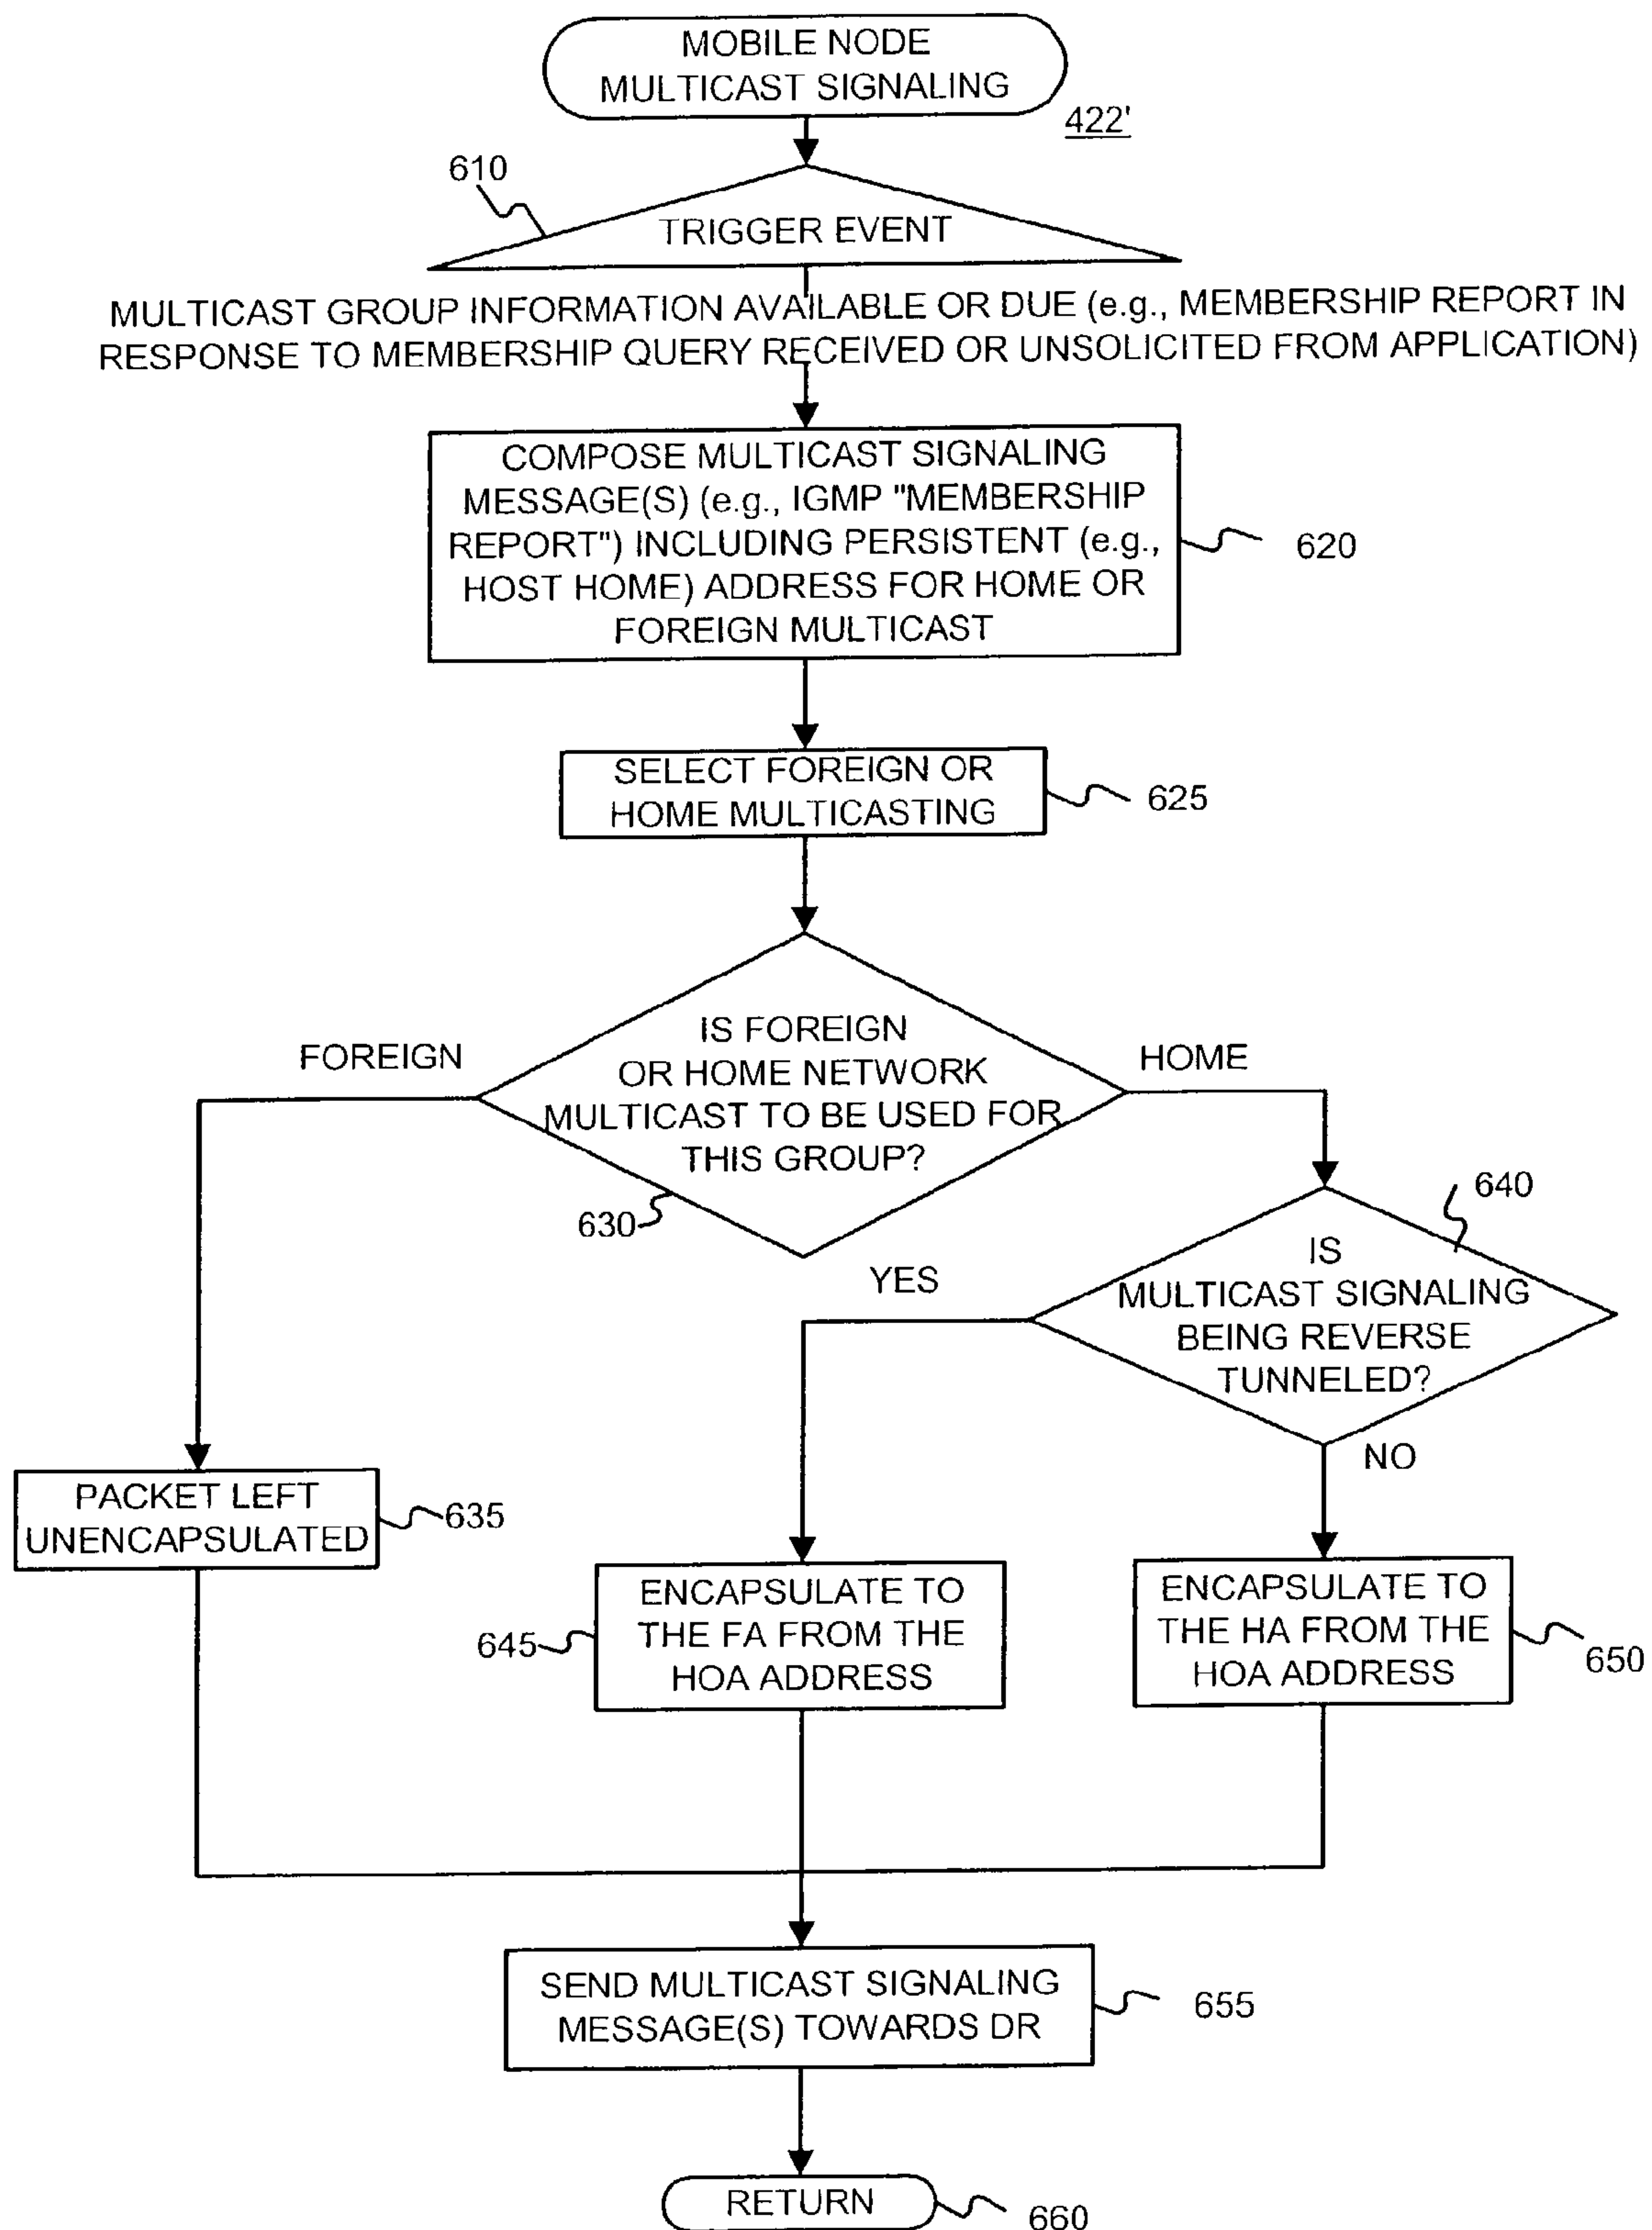 MOBILE NODE
MULTICAST SIGNALING
422'
610
TRIGGER EVENT
MULTICAST GROUP INFORMATION AVAILABLE OR DUE (e.g., MEMBERSHIP REPORT IN
RESPONSE TO MEMBERSHIP QUERY RECEIVED OR UNSOLICITED FROM APPLICATION)
COMPOSE MULTICAST SIGNALING
MESSAGE(S) (e.g., IGMP "MEMBERSHIP
REPORT") INCLUDING PERSISTENT (e.g.,
HOST HOME) ADDRESS FOR HOME OR
FOREIGN MULTICAST
620
SELECT FOREIGN OR
HOME MULTICASTING
625
FOREIGN
IS FOREIGN
OR HOME NETWORK
MULTICAST TO BE USED FOR
THIS GROUP?
HOME
630
640
YES
IS
MULTICAST SIGNALING
BEING REVERSE
TUNNELED?
NO
PACKET LEFT
UNENCAPSULATED
635
ENCAPSULATE TO
THE FA FROM THE
HOA ADDRESS
645
ENCAPSULATE TO
THE HA FROM THE
HOA ADDRESS
650
SEND MULTICAST SIGNALING
MESSAGE(S) TOWARDS DR
655
RETURN
660